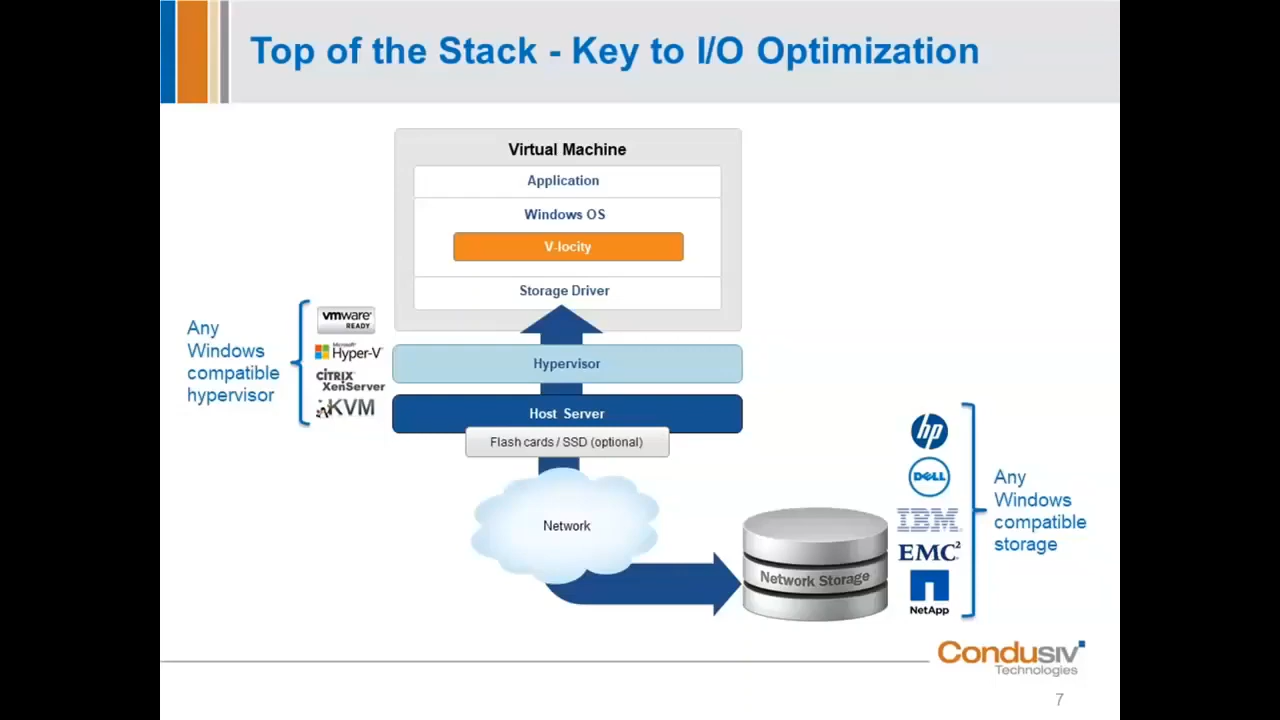 Top of the Stack - Key to I/O Optimization
Virtual Machine
Application
Windows OS
V-locity
Storage Driver
Any
Windows
compatible
hypervisor
vmware
READY
Microsoft
Hyper-V
CITRIX
XenServer
KVM
Hypervisor
Host Server
Flash cards / SSD (optional)
Network
Network Storage
hp
DELL
IBM
EMC²
NetApp
Any
Windows
compatible
storage
Condusiv
Technologies
7